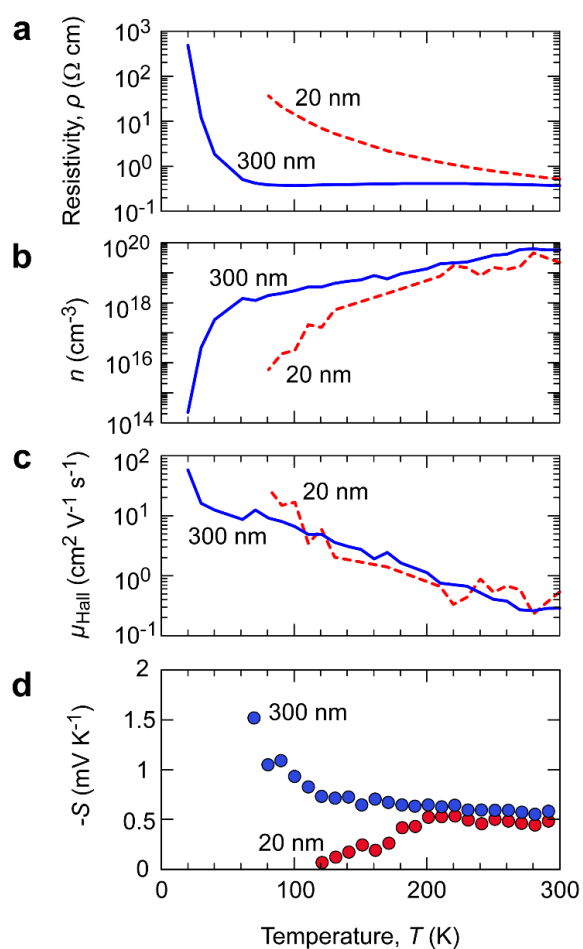 a
Resistivity, ρ (Ω cm)
10³
10²
10¹
10⁰
10⁻¹
20 nm
300 nm
b
n (cm⁻³)
10²⁰
10¹⁸
10¹⁶
10¹⁴
300 nm
20 nm
c
μHall (cm² V⁻¹ s⁻¹)
10²
10¹
10⁰
10⁻¹
20 nm
300 nm
d
-S (mV K⁻¹)
2
1.5
1
0.5
0
300 nm
20 nm
0 100 200 300
Temperature, T (K)